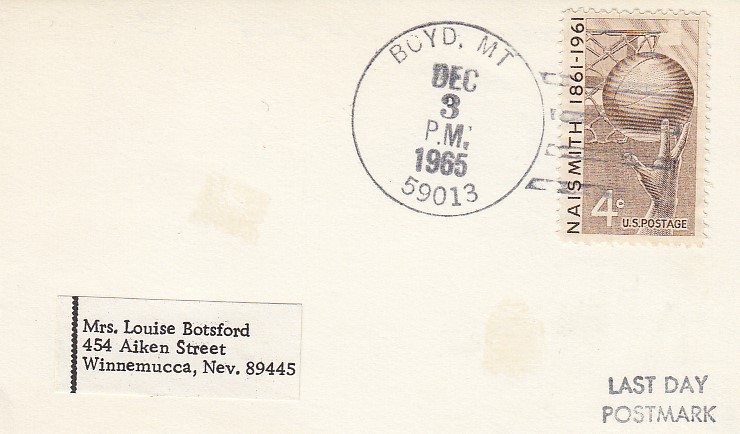 BOYD, MT
DEC
3
P.M.
1965
59013
NAISMITH 1861-1961
4c
U.S. POSTAGE
Mrs. Louise Botsford
454 Aiken Street
Winnemucca, Nev. 89445
LAST DAY
POSTMARK